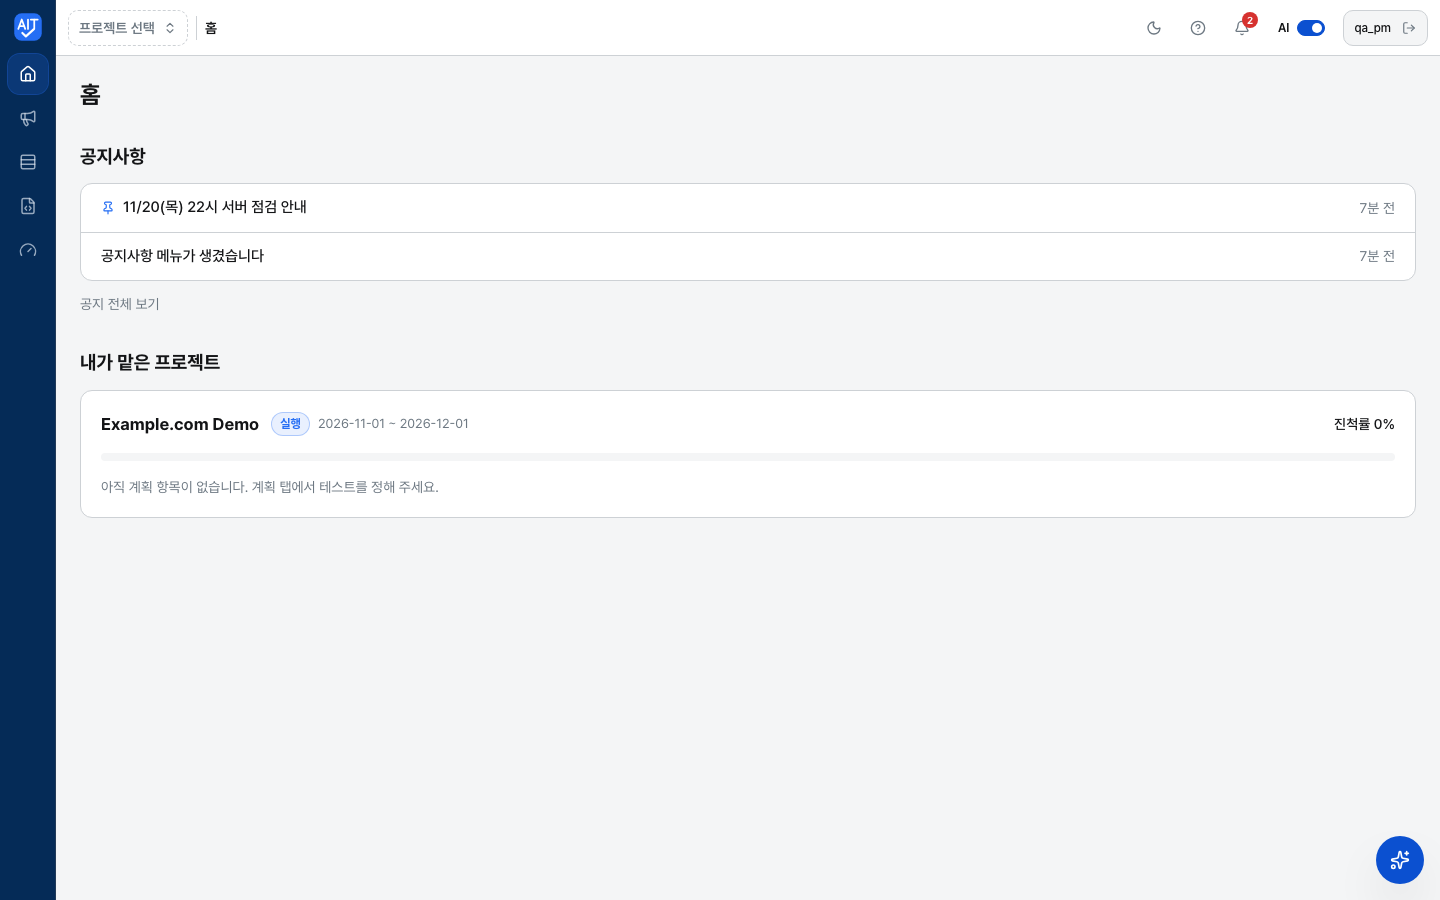 AIT
프로젝트 선택
홈
2
AI
qa_pm
홈
공지사항
11/20(목) 22시 서버 점검 안내
7분 전
공지사항 메뉴가 생겼습니다
7분 전
공지 전체 보기
내가 맡은 프로젝트
Example.com Demo 실행 2026-11-01 ~ 2026-12-01
진척률 0%
아직 계획 항목이 없습니다. 계획 탭에서 테스트를 정해 주세요.